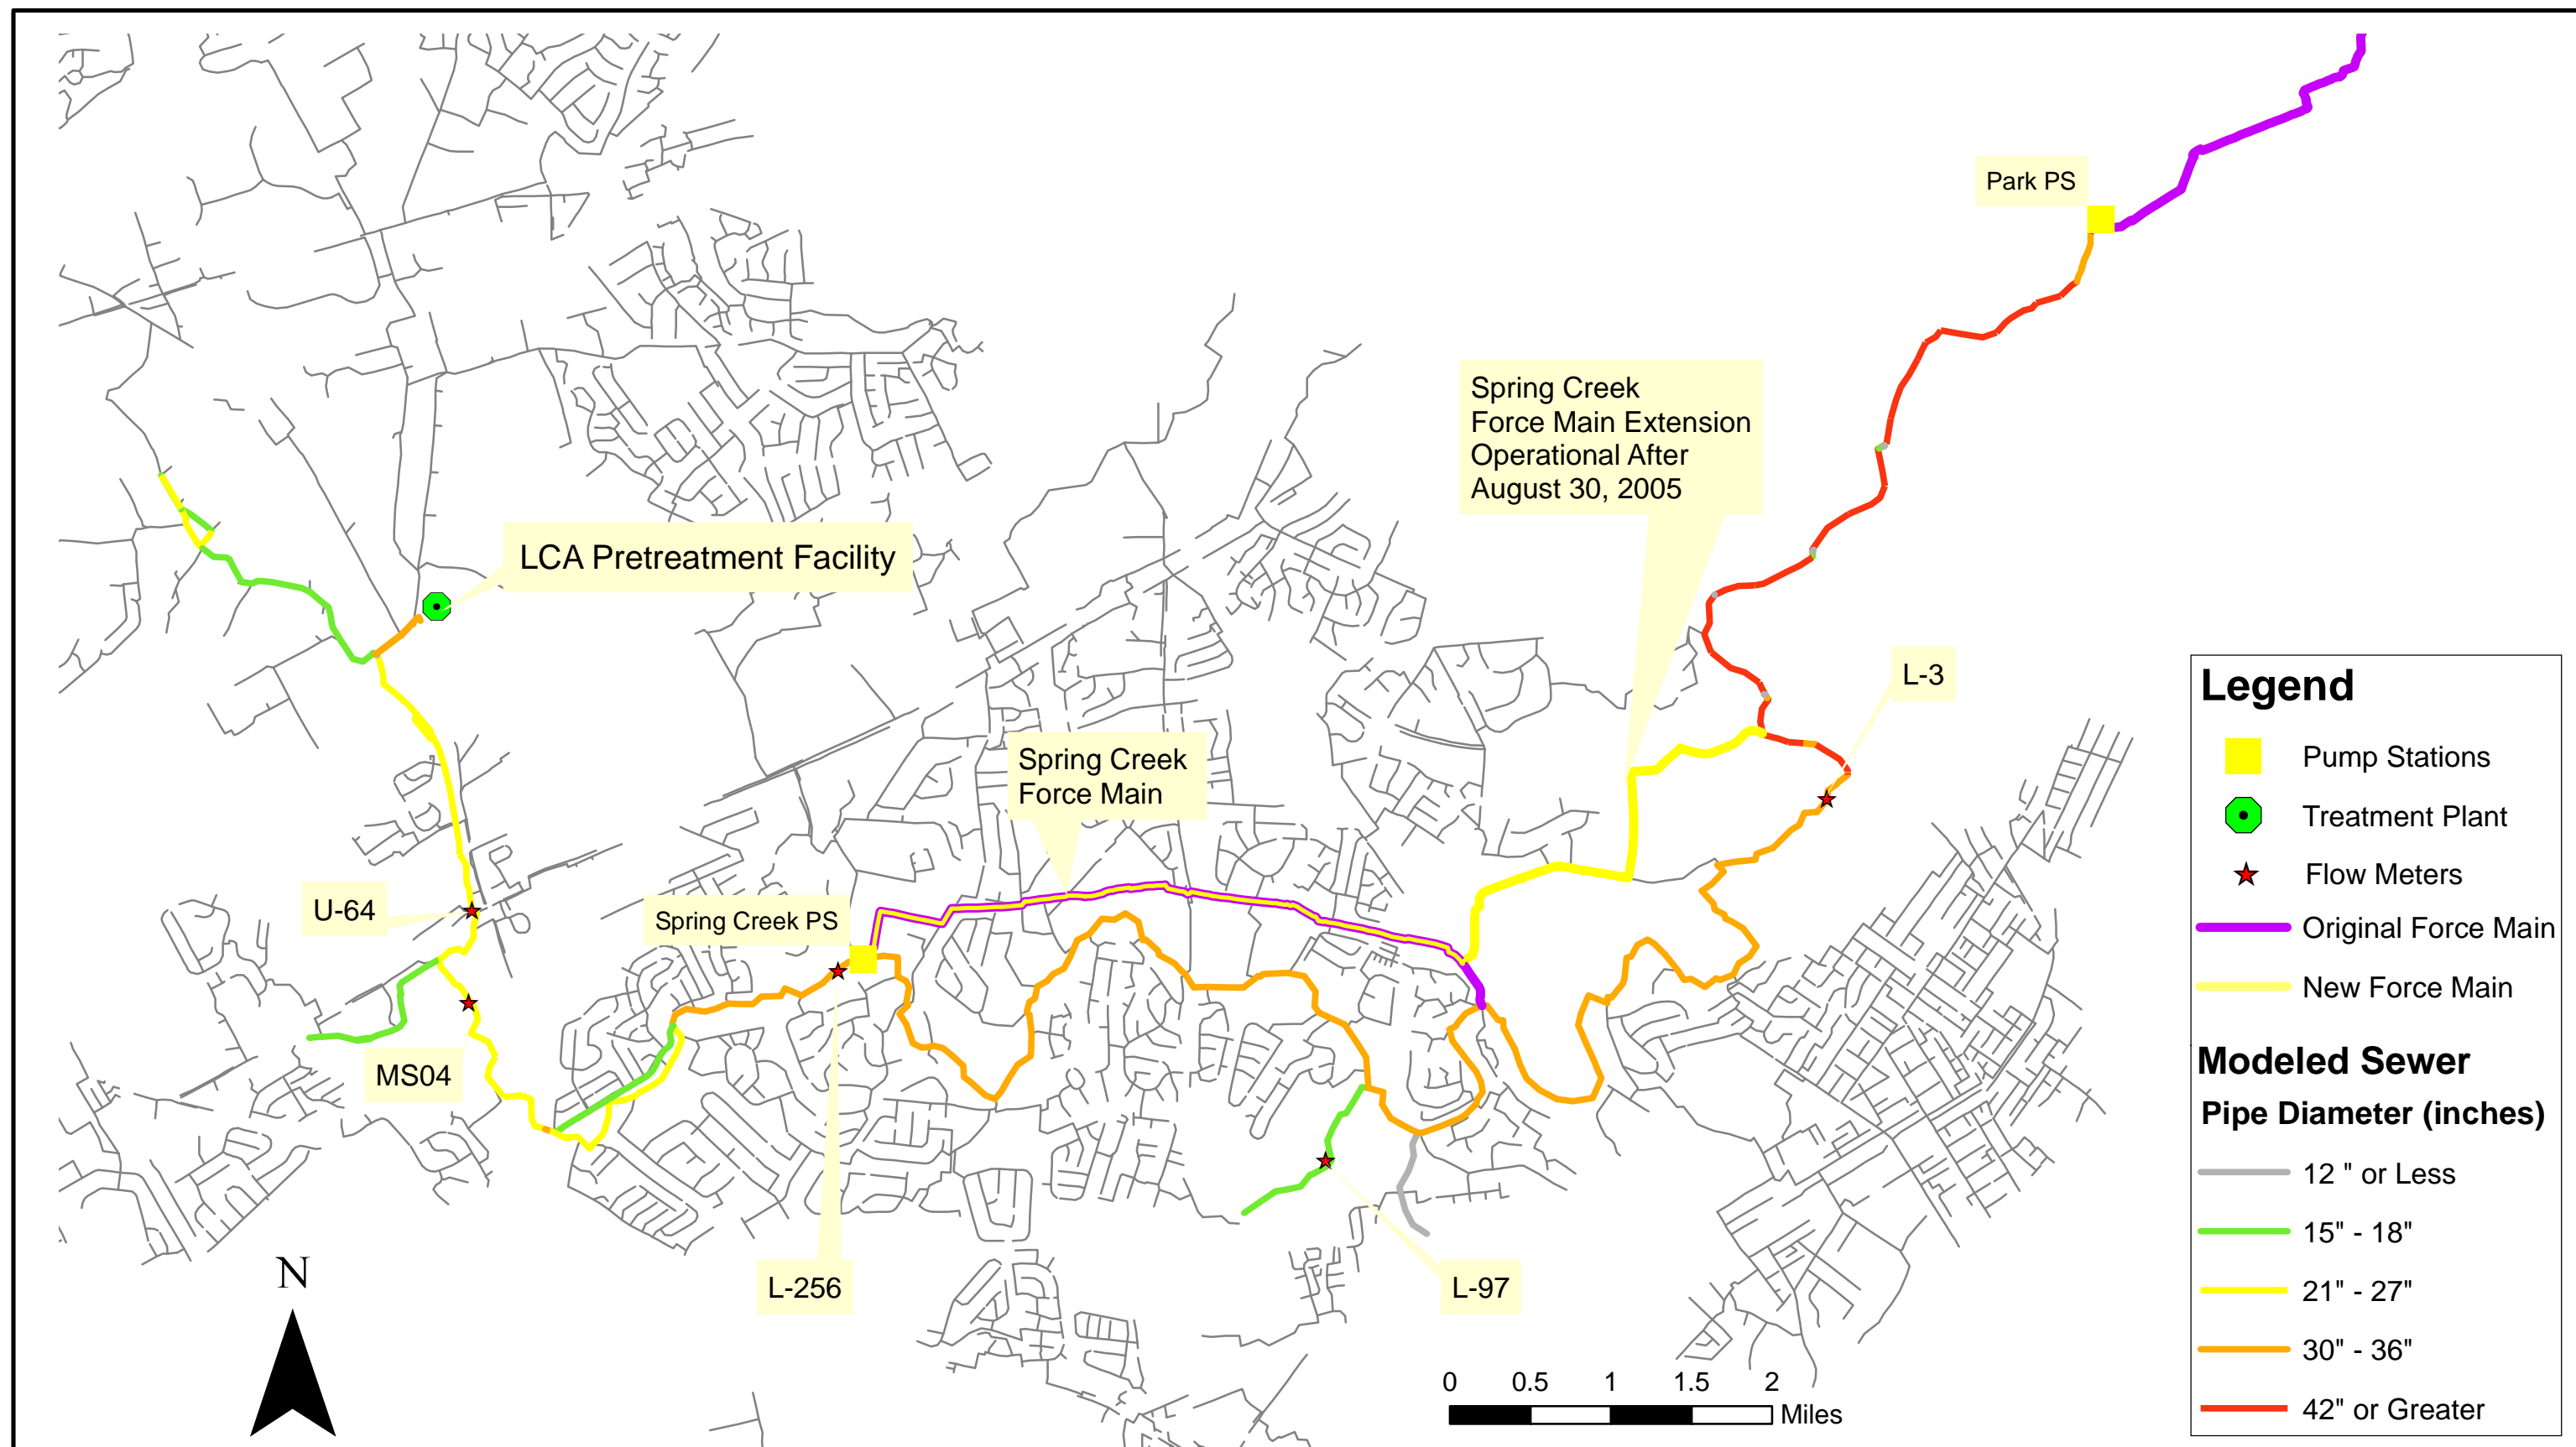 Park PS
Spring Creek
Force Main Extension
Operational After
August 30, 2005
LCA Pretreatment Facility
L-3
Spring Creek
Force Main
U-64
Spring Creek PS
MS04
L-256
L-97
N
0 0.5 1 1.5 2
Miles
Legend
Pump Stations
Treatment Plant
Flow Meters
Original Force Main
New Force Main
Modeled Sewer
Pipe Diameter (inches)
12 " or Less
15" - 18"
21" - 27"
30" - 36"
42" or Greater